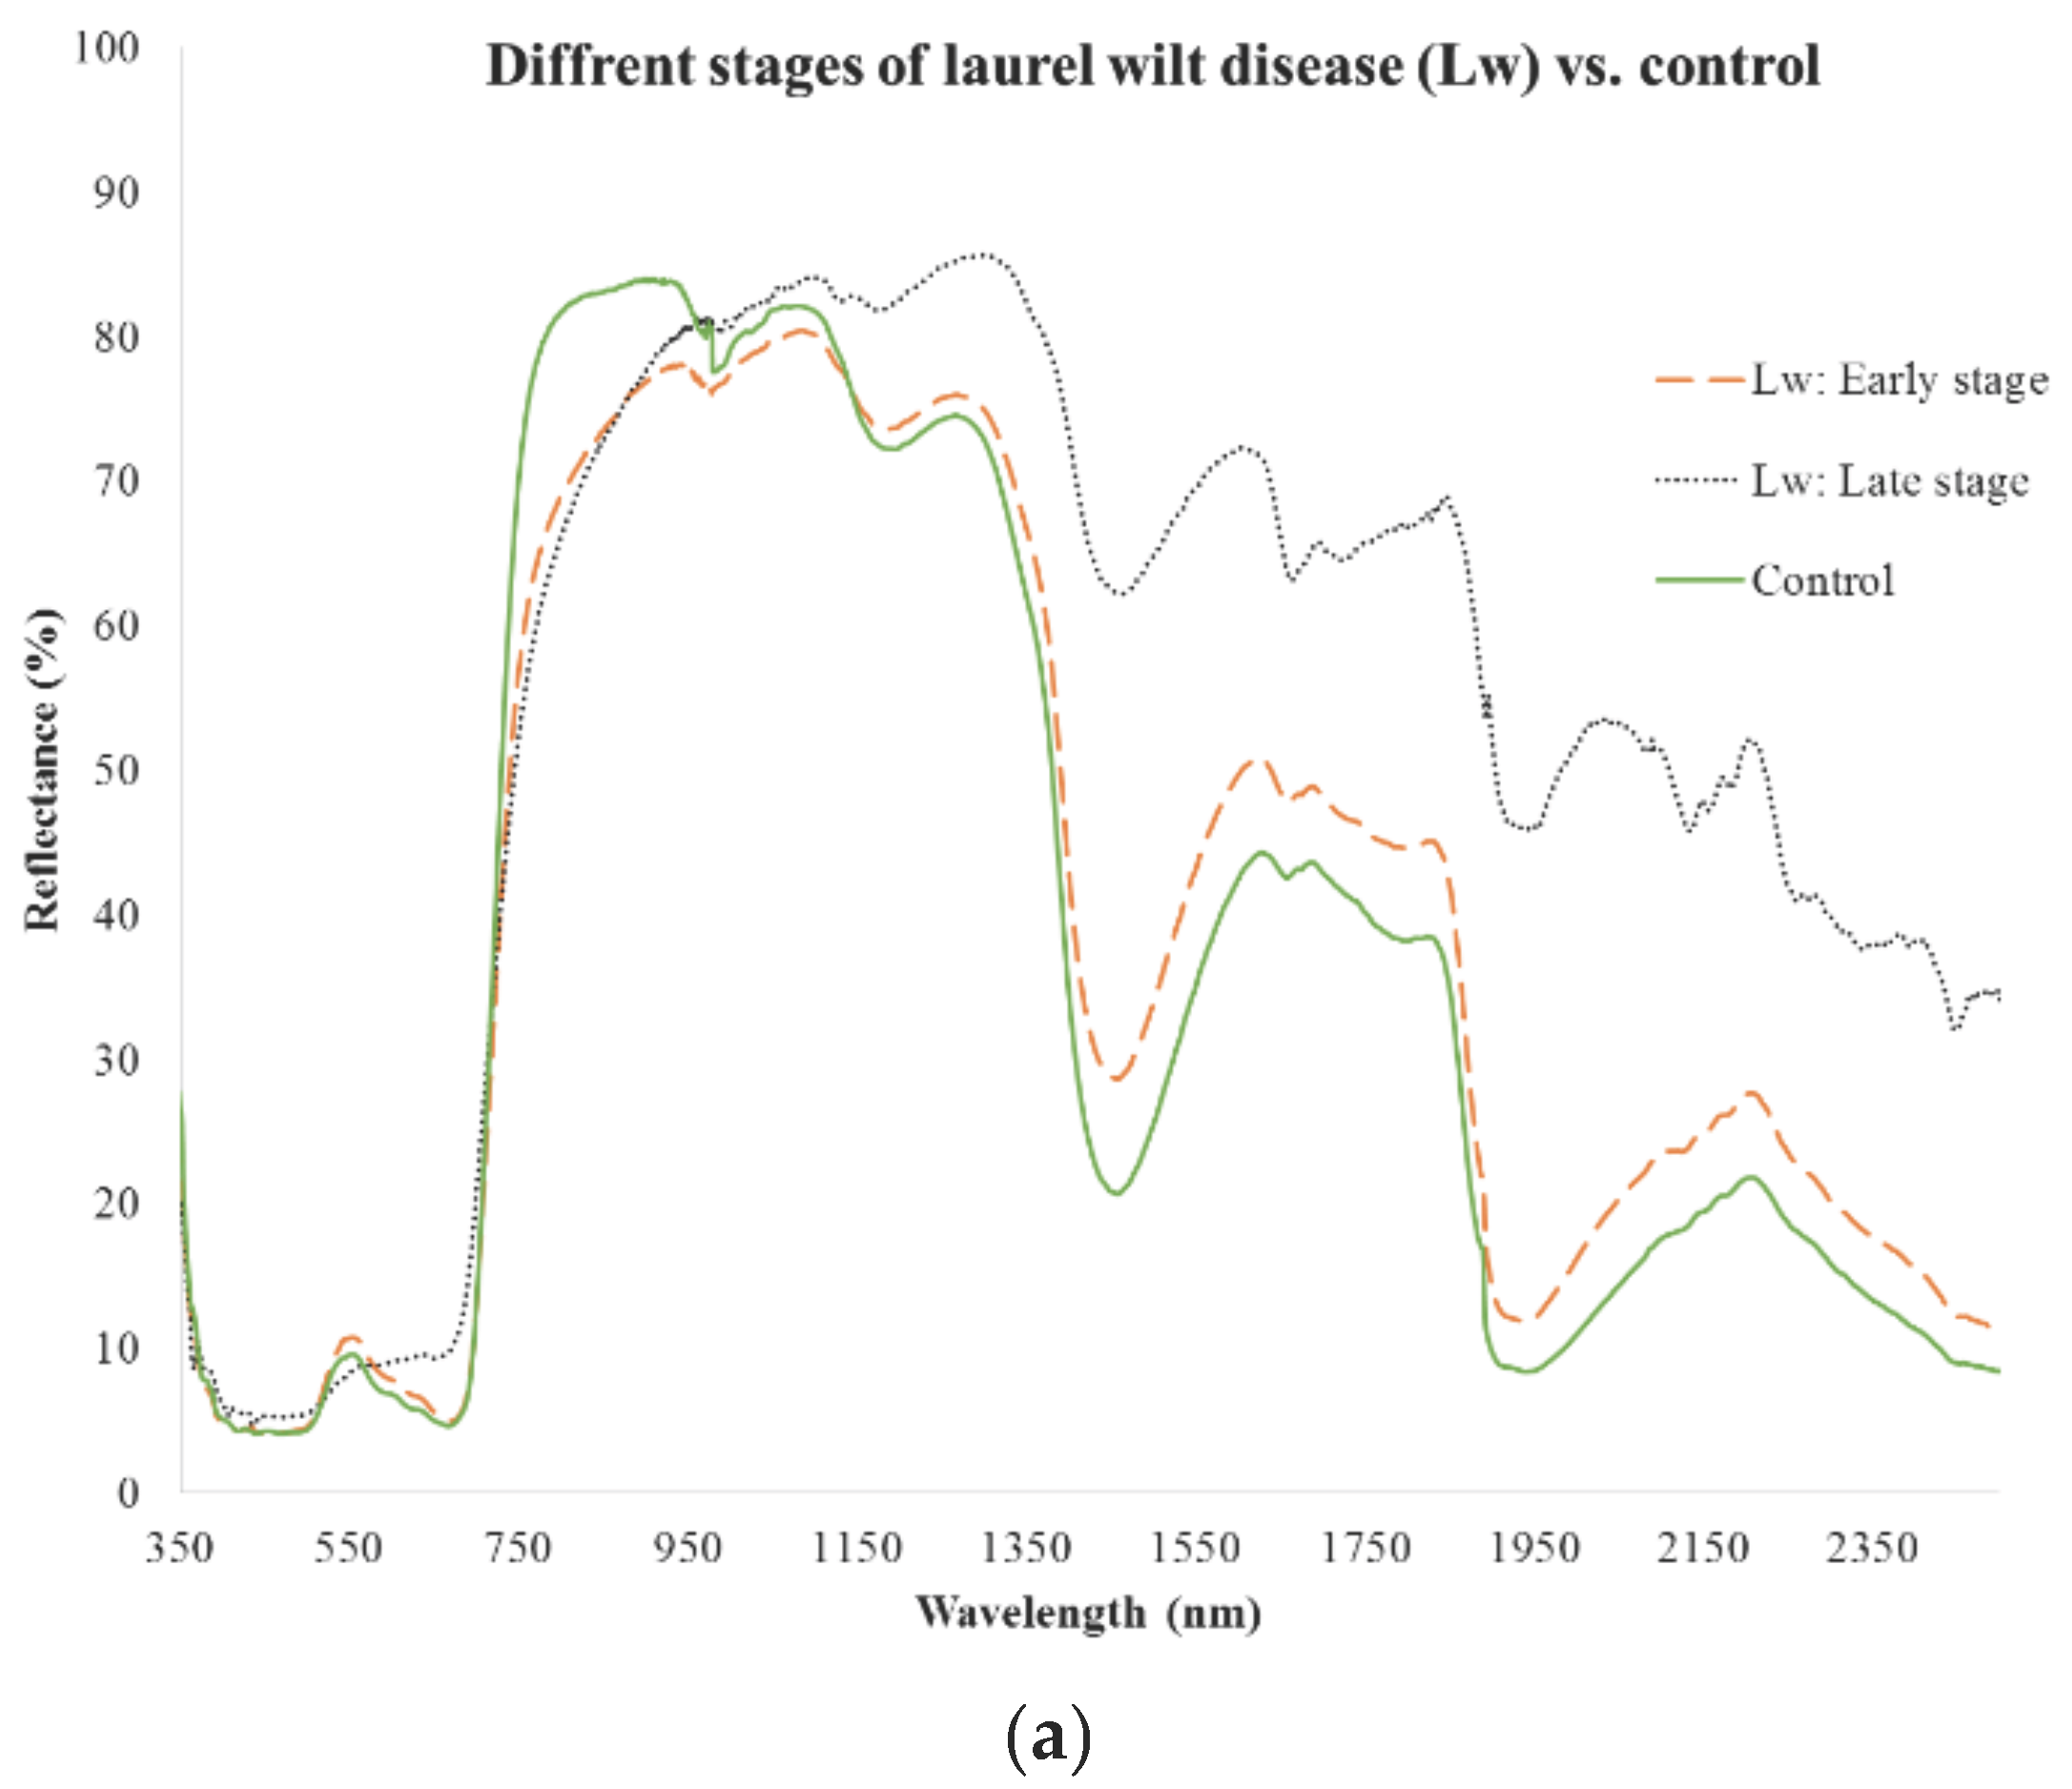 Diffrent stages of laurel wilt disease (Lw) vs. control
100
90
80
70
60
50
40
30
20
10
0
Reflectance (%)
Lw: Early stage
Lw: Late stage
Control
350 550 750 950 1150 1350 1550 1750 1950 2150 2350
Wavelength (nm)
(a)